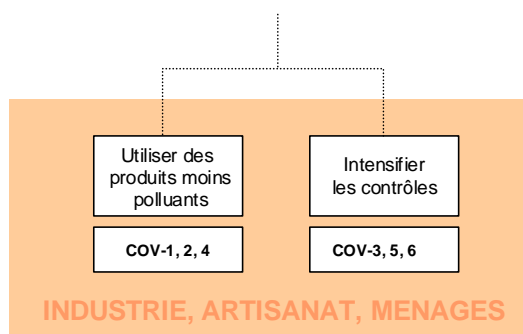 Utiliser des
produits moins
polluants
Intensifier
les contrôles
COV-1, 2, 4
COV-3, 5, 6
INDUSTRIE, ARTISANAT, MENAGES